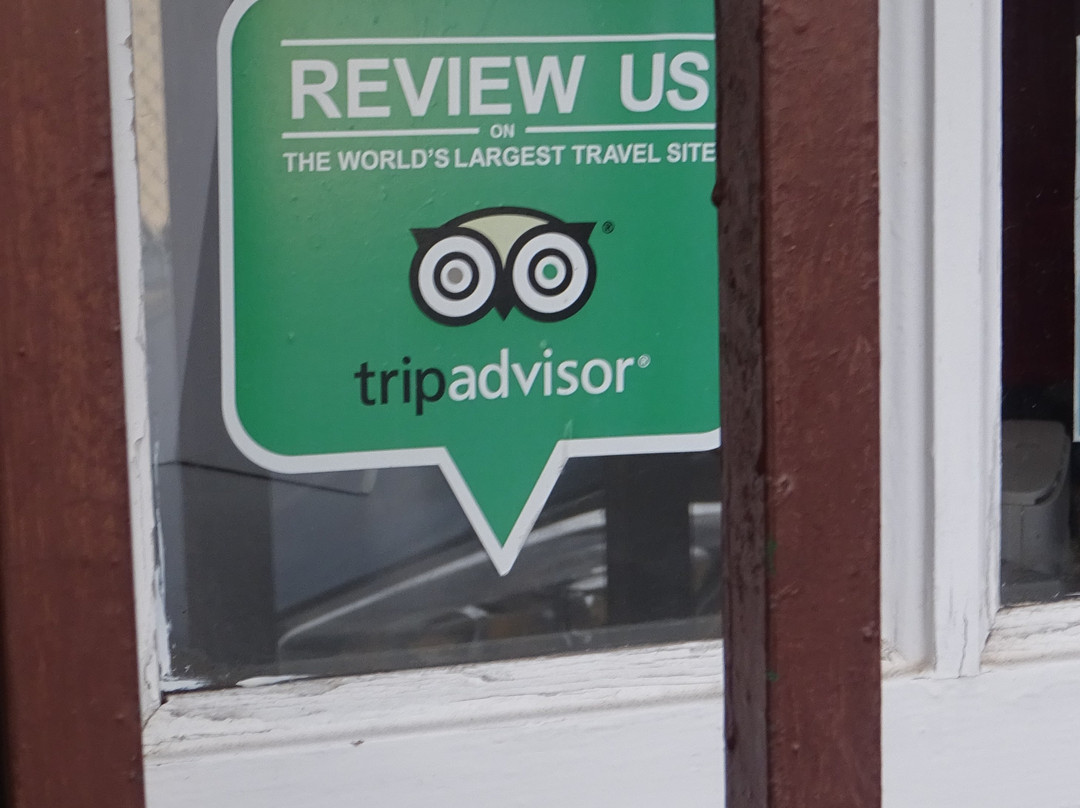 REVIEW US
ON
THE WORLD'S LARGEST TRAVEL SITE
®
tripadvisor®